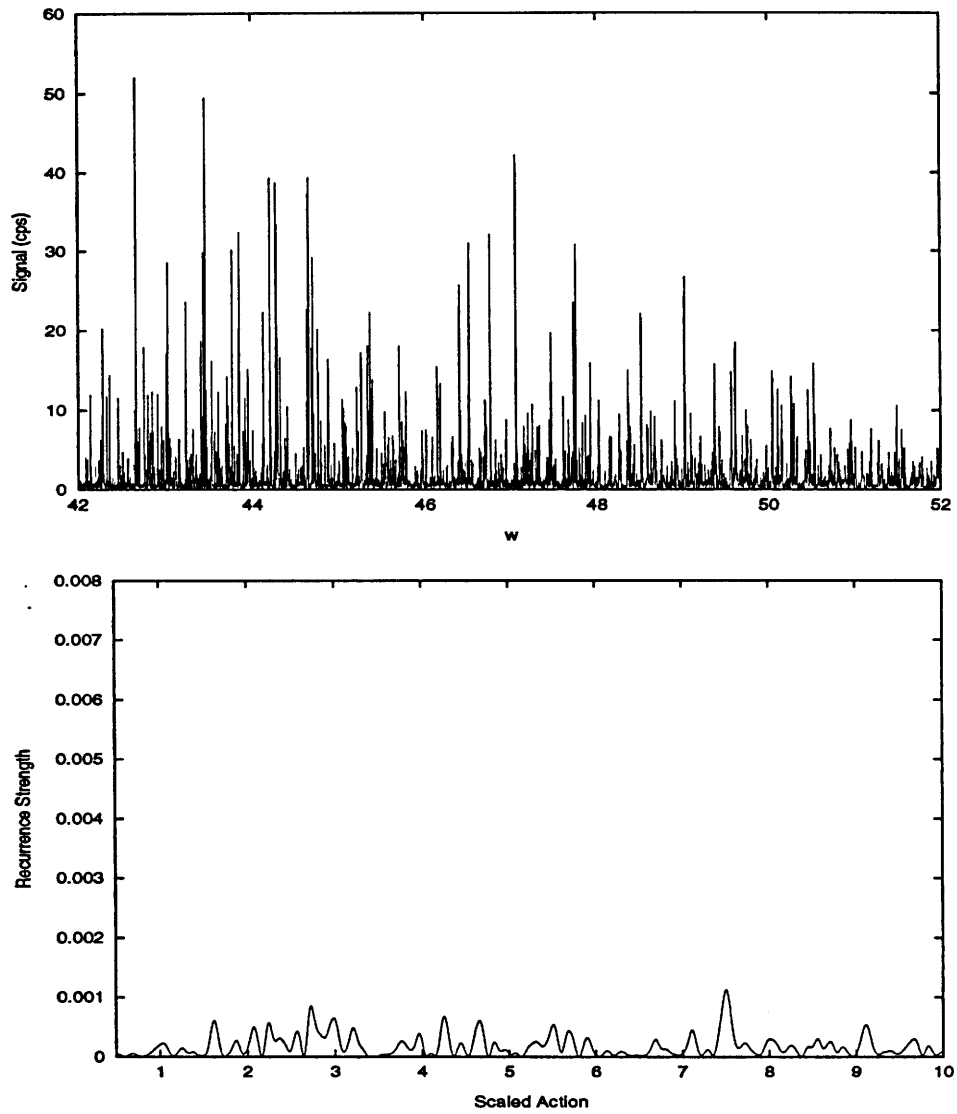 60
50
40
30
20
10
0
Signal (cps)
42 44 46 48 50 52
w
0.008
0.007
0.006
0.005
0.004
0.003
0.002
0.001
0
Recurrence Strength
1 2 3 4 5 6 7 8 9 10
Scaled Action